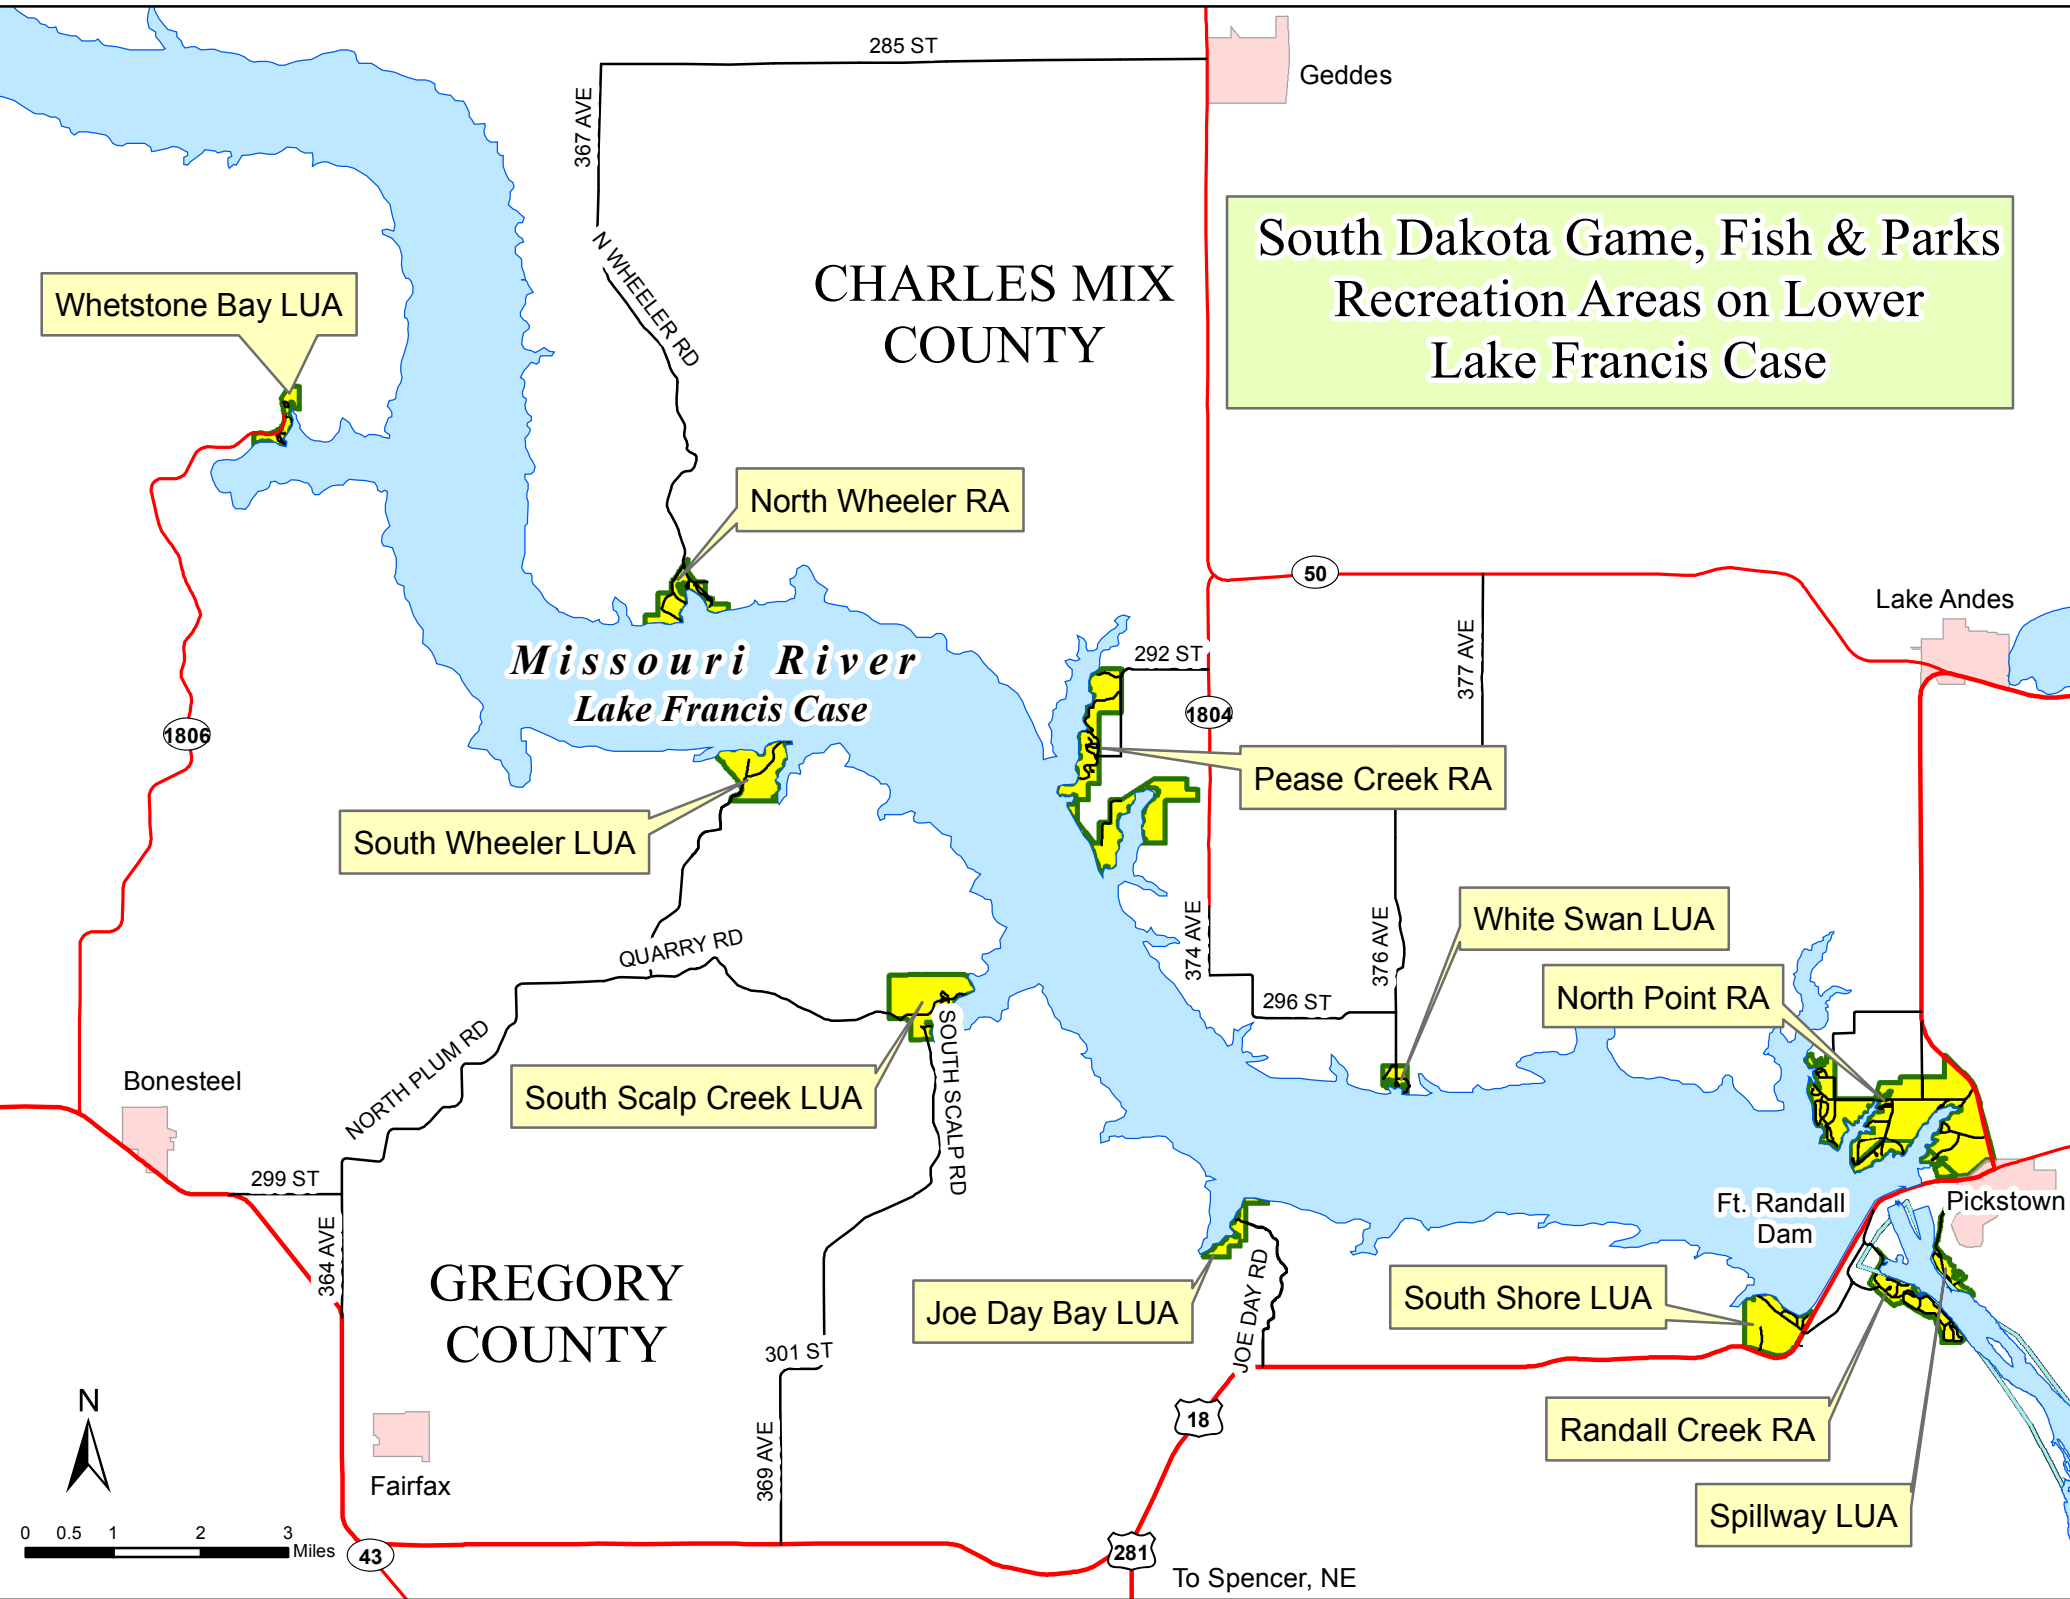 285 ST
Geddes
367 AVE
South Dakota Game, Fish & Parks
Recreation Areas on Lower
Lake Francis Case
N WHEELER RD
CHARLES MIX
COUNTY
Whetstone Bay LUA
North Wheeler RA
50
Lake Andes
Missouri River
Lake Francis Case
292 ST
377 AVE
1804
1806
Pease Creek RA
South Wheeler LUA
White Swan LUA
374 AVE
376 AVE
QUARRY RD
North Point RA
296 ST
NORTH PLUM RD
SOUTH SCALP RD
Bonesteel
South Scalp Creek LUA
299 ST
Ft. Randall
Dam
Pickstown
364 AVE
GREGORY
COUNTY
Joe Day Bay LUA
JOE DAY RD
South Shore LUA
301 ST
N
18
Randall Creek RA
369 AVE
Fairfax
Spillway LUA
0 0.5 1 2 3
Miles
43
281
To Spencer, NE